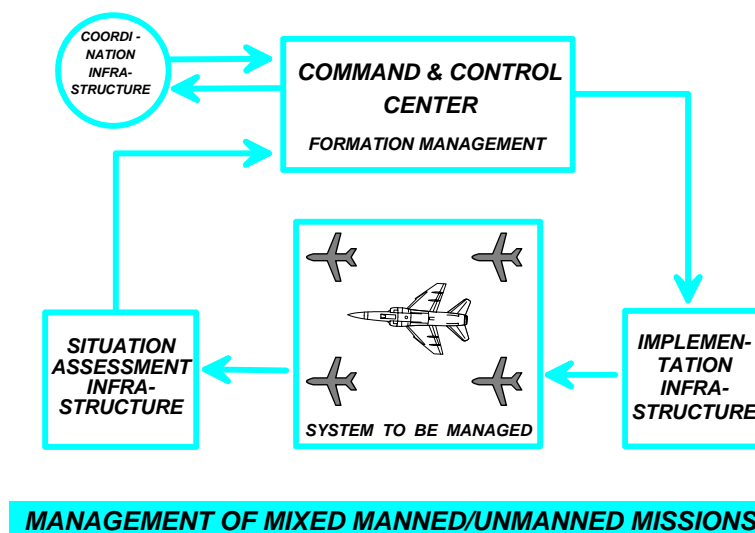 COORDI -
NATION
INFRA-
STRUCTURE
COMMAND & CONTROL
CENTER
FORMATION MANAGEMENT
SITUATION
ASSESSMENT
INFRA-
STRUCTURE
SYSTEM TO BE MANAGED
IMPLEMEN-
TATION
INFRA-
STRUCTURE
MANAGEMENT OF MIXED MANNED/UNMANNED MISSIONS